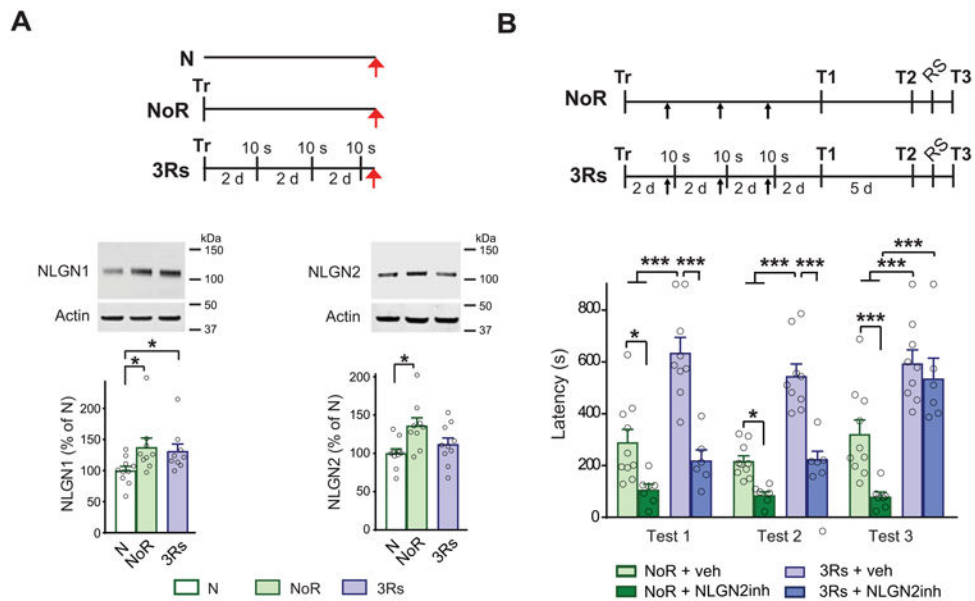 A
N
Tr
NoR
10 s 10 s 10 s
3Rs
2 d 2 d 2 d
kDa
150
NLGN1
100
50
Actin
37
kDa
150
NLGN2
100
50
Actin
37
NLGN1 (% of N)
200
150
100
50
0
*
*
N NoR 3Rs
NLGN2 (% of N)
200
150
100
50
0
*
N NoR 3Rs
N NoR 3Rs
B
Tr T1 T2 RS T3
NoR
Tr 10 s 10 s 10 s T1 T2 RS T3
3Rs
2 d 2 d 2 d 2 d 5 d
Latency (s)
800
600
400
200
0
*** ***
*
*** ***
*
***
***
***
Test 1 Test 2 Test 3
NoR + veh 3Rs + veh
NoR + NLGN2inh 3Rs + NLGN2inh